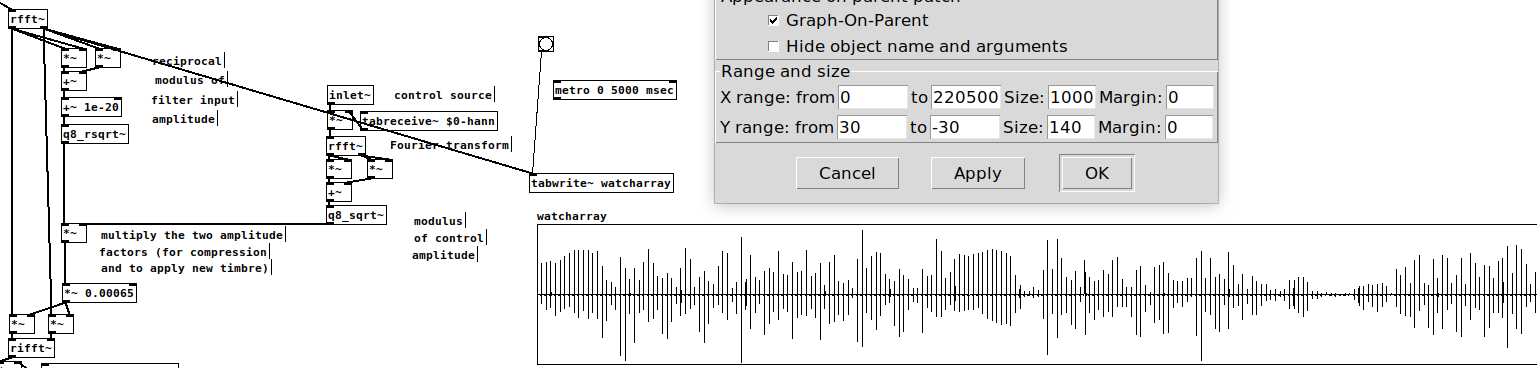 rfft~
*~
*~
reciprocal
modulus of
filter input
amplitude
+~
+~ 1e-20
q8_rsqrt~
inlet~
control source
*~
tabreceive~ $0-hann
rfft~
Fourier transform
*~
*~
+~
q8_sqrt~
modulus
of control
amplitude
*~
multiply the two amplitude
factors (for compression
and to apply new timbre)
*~ 0.00065
*~
*~
rifft~
metro 0 5000 msec
tabwrite~ watcharray
watcharray
Appearance on parent patch
Graph-On-Parent
Hide object name and arguments
Range and size
X range: from 0 to 220500 Size: 1000 Margin: 0
Y range: from 30 to -30 Size: 140 Margin: 0
Cancel Apply OK